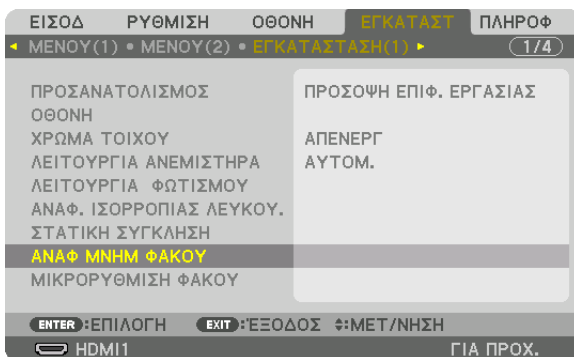 ΕΙΣΟΔ ΡΥΘΜΙΣΗ ΟΘΟΝΗ ΕΓΚΑΤΑΣΤ ΠΛΗΡΟΦ
ΜΕΝΟΥ(1) • ΜΕΝΟΥ(2) • ΕΓΚΑΤΑΣΤΑΣΗ(1) 1/4
ΠΡΟΣΑΝΑΤΟΛΙΣΜΟΣ ΠΡΟΣΟΨΗ ΕΠΙΦ. ΕΡΓΑΣΙΑΣ
ΟΘΟΝΗ
ΧΡΩΜΑ ΤΟΙΧΟΥ ΑΠΕΝΕΡΓ
ΛΕΙΤΟΥΡΓΙΑ ΑΝΕΜΙΣΤΗΡΑ ΑΥΤΟΜ.
ΛΕΙΤΟΥΡΓΙΑ ΦΩΤΙΣΜΟΥ
ΑΝΑΦ. ΙΣΟΡΡΟΠΙΑΣ ΛΕΥΚΟΥ.
ΣΤΑΤΙΚΗ ΣΥΓΚΛΗΣΗ
ΑΝΑΦ ΜΝΗΜ ΦΑΚΟΥ
ΜΙΚΡΟΡΥΘΜΙΣΗ ΦΑΚΟΥ
ENTER :ΕΠΙΛΟΓΗ EXIT :ΈΞΟΔΟΣ :ΜΕΤ/ΝΗΣΗ
HDMI1 ΓΙΑ ΠΡΟΧ.